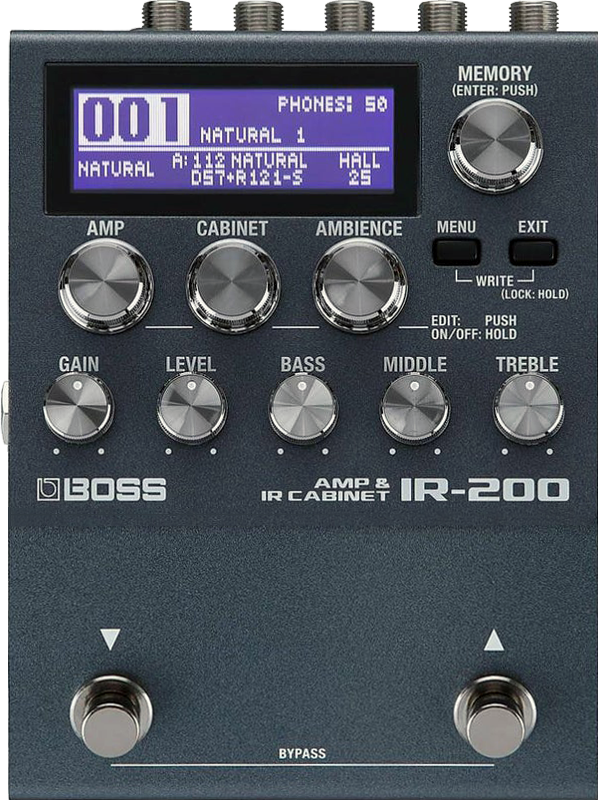 MEMORY
(ENTER: PUSH)
001 PHONES: 50
NATURAL 1
NATURAL A: 112 NATURAL HALL
D57+R121-S 25
AMP CABINET AMBIENCE MENU EXIT
WRITE
(LOCK: HOLD)
EDIT: PUSH
ON/OFF: HOLD
GAIN LEVEL BASS MIDDLE TREBLE
BOSS AMP & IR CABINET IR-200
BYPASS